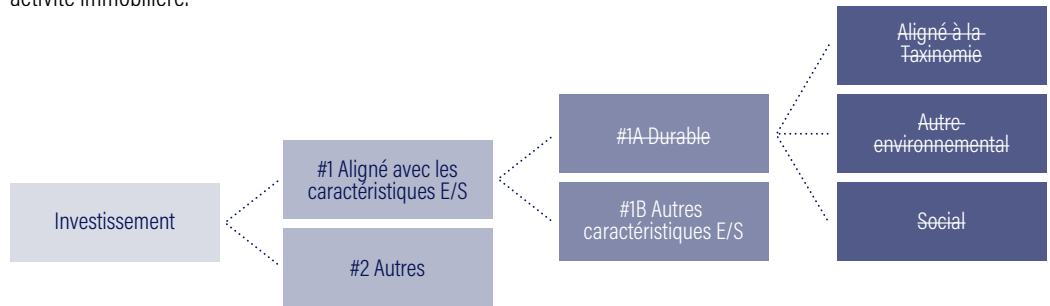 activité immobilière.
Investissement
#1 Aligné avec les
caractéristiques E/S
#2 Autres
#1A Durable
#1B Autres
caractéristiques E/S
Aligné à la
Taxinomie
Autre
environnemental
Social